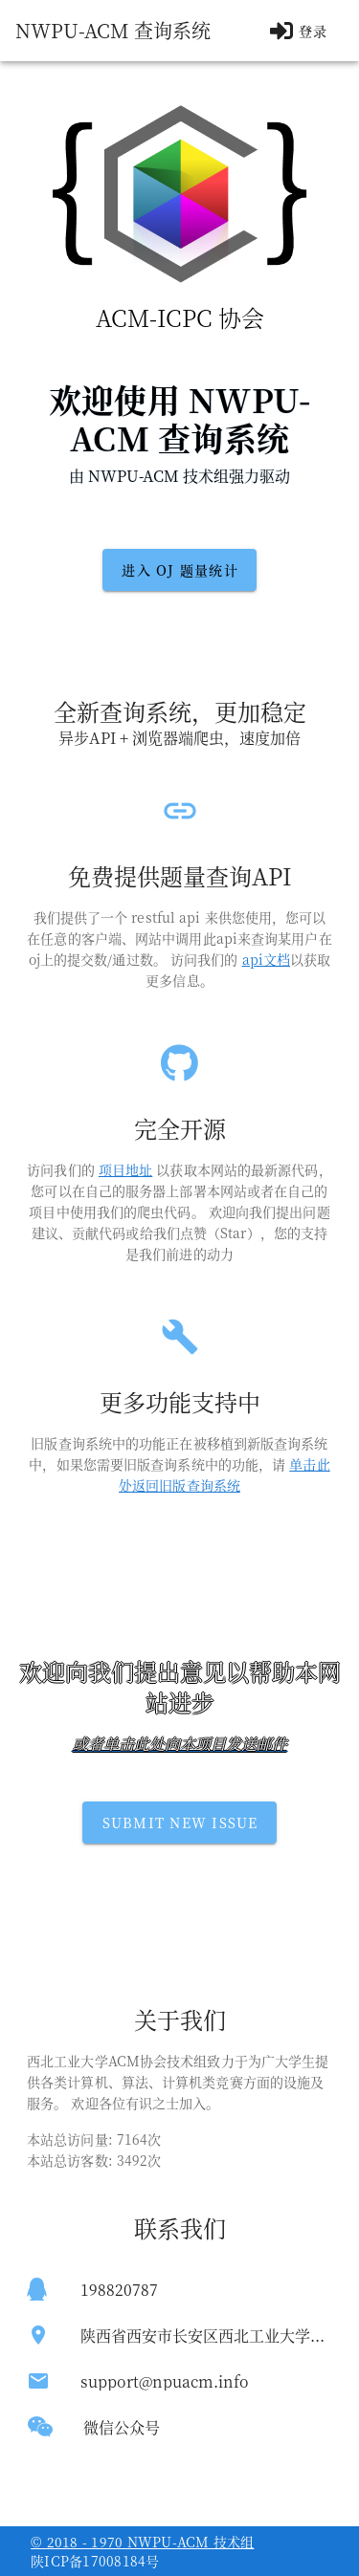 NWPU-ACM 查询系统
登录
ACM-ICPC 协会
欢迎使用 NWPU-
ACM 查询系统
由 NWPU-ACM 技术组强力驱动
进入 OJ 题量统计
全新查询系统，更加稳定
异步API + 浏览器端爬虫，速度加倍
免费提供题量查询API
我们提供了一个 restful api 来供您使用，您可以
在任意的客户端、网站中调用此api来查询某用户在
oj上的提交数/通过数。 访问我们的 api文档以获取
更多信息。
完全开源
访问我们的 项目地址 以获取本网站的最新源代码，
您可以在自己的服务器上部署本网站或者在自己的
项目中使用我们的爬虫代码。 欢迎向我们提出问题
建议、贡献代码或给我们点赞（Star），您的支持
是我们前进的动力
更多功能支持中
旧版查询系统中的功能正在被移植到新版查询系统
中，如果您需要旧版查询系统中的功能，请 单击此
处返回旧版查询系统
欢迎向我们提出意见以帮助本网
站进步
或者单击此处向本项目发送邮件
SUBMIT NEW ISSUE
关于我们
西北工业大学ACM协会技术组致力于为广大学生提
供各类计算机、算法、计算机类竞赛方面的设施及
服务。 欢迎各位有识之士加入。
本站总访问量: 7164次
本站总访客数: 3492次
联系我们
198820787
陕西省西安市长安区西北工业大学...
support@npuacm.info
微信公众号
© 2018 - 1970 NWPU-ACM 技术组
陕ICP备17008184号